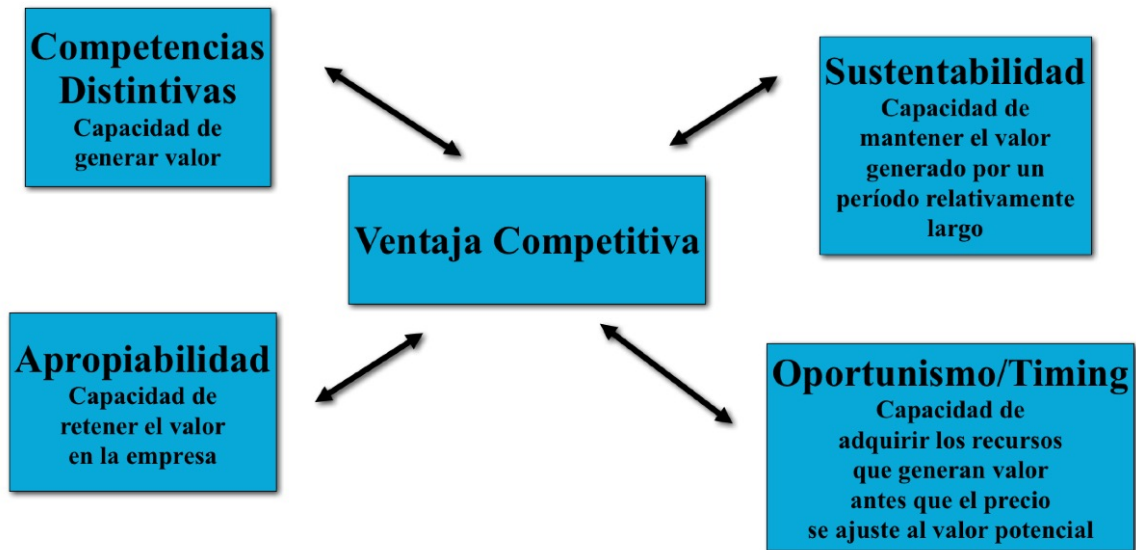 Competencias
Distintivas
Capacidad de
generar valor
Sustentabilidad
Capacidad de
mantener el valor
generado por un
período relativamente
largo
Ventaja Competitiva
Apropiabilidad
Capacidad de
retener el valor
en la empresa
Oportunismo/Timing
Capacidad de
adquirir los recursos
que generan valor
antes que el precio
se ajuste al valor potencial